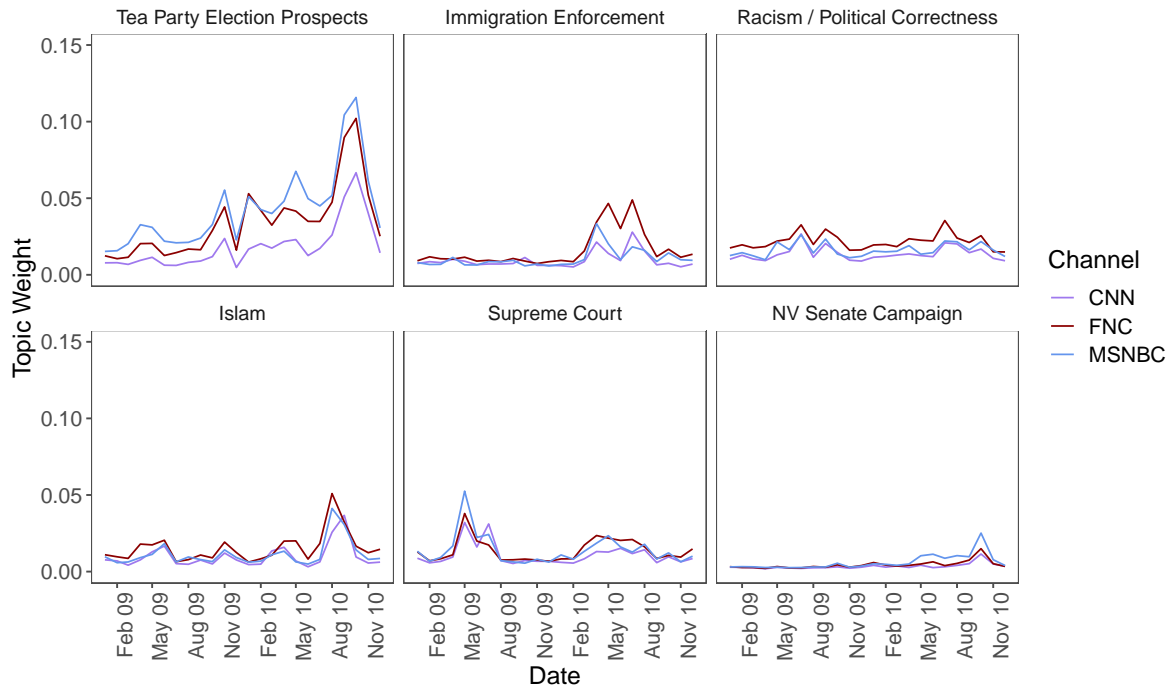 Tea Party Election Prospects
Immigration Enforcement
Racism / Political Correctness
0.15
0.10
0.05
0.00
Islam
Supreme Court
NV Senate Campaign
0.15
0.10
0.05
0.00
Topic Weight
Feb 09
May 09
Aug 09
Nov 09
Feb 10
May 10
Aug 10
Nov 10
Feb 09
May 09
Aug 09
Nov 09
Feb 10
May 10
Aug 10
Nov 10
Feb 09
May 09
Aug 09
Nov 09
Feb 10
May 10
Aug 10
Nov 10
Date
Channel
CNN
FNC
MSNBC